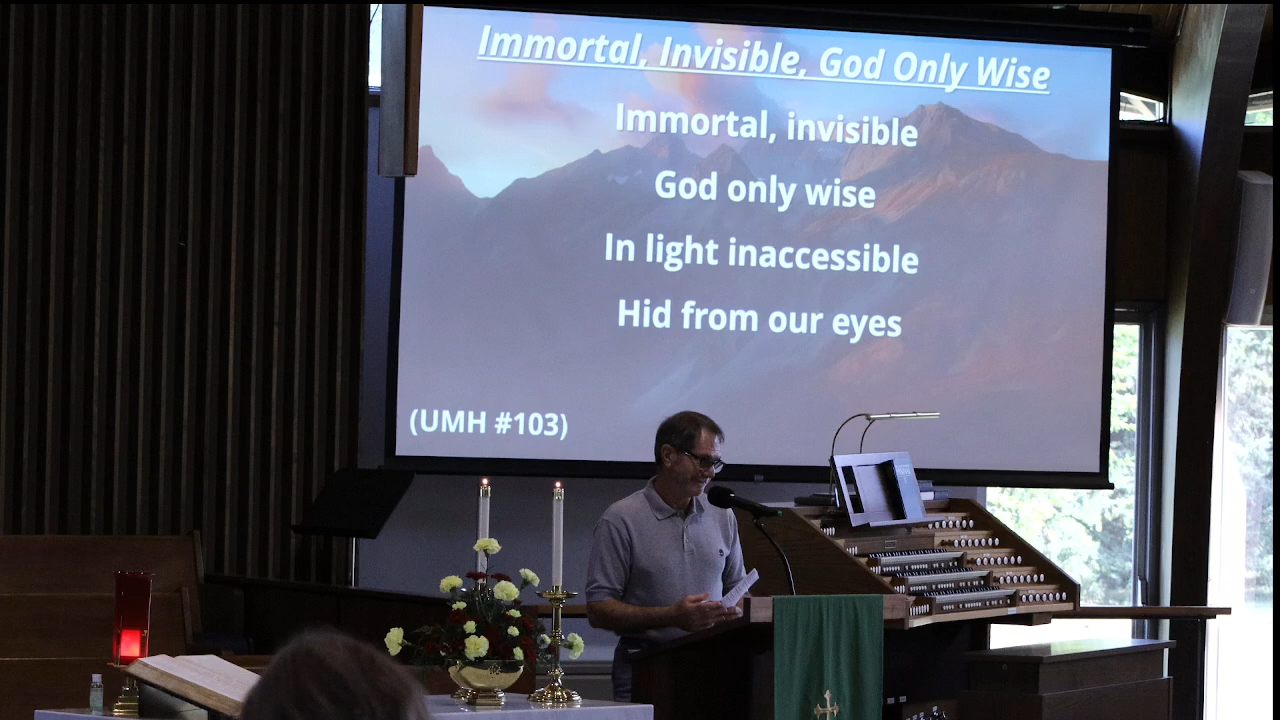 Immortal, Invisible, God Only Wise
Immortal, invisible
God only wise
In light inaccessible
Hid from our eyes
(UMH #103)